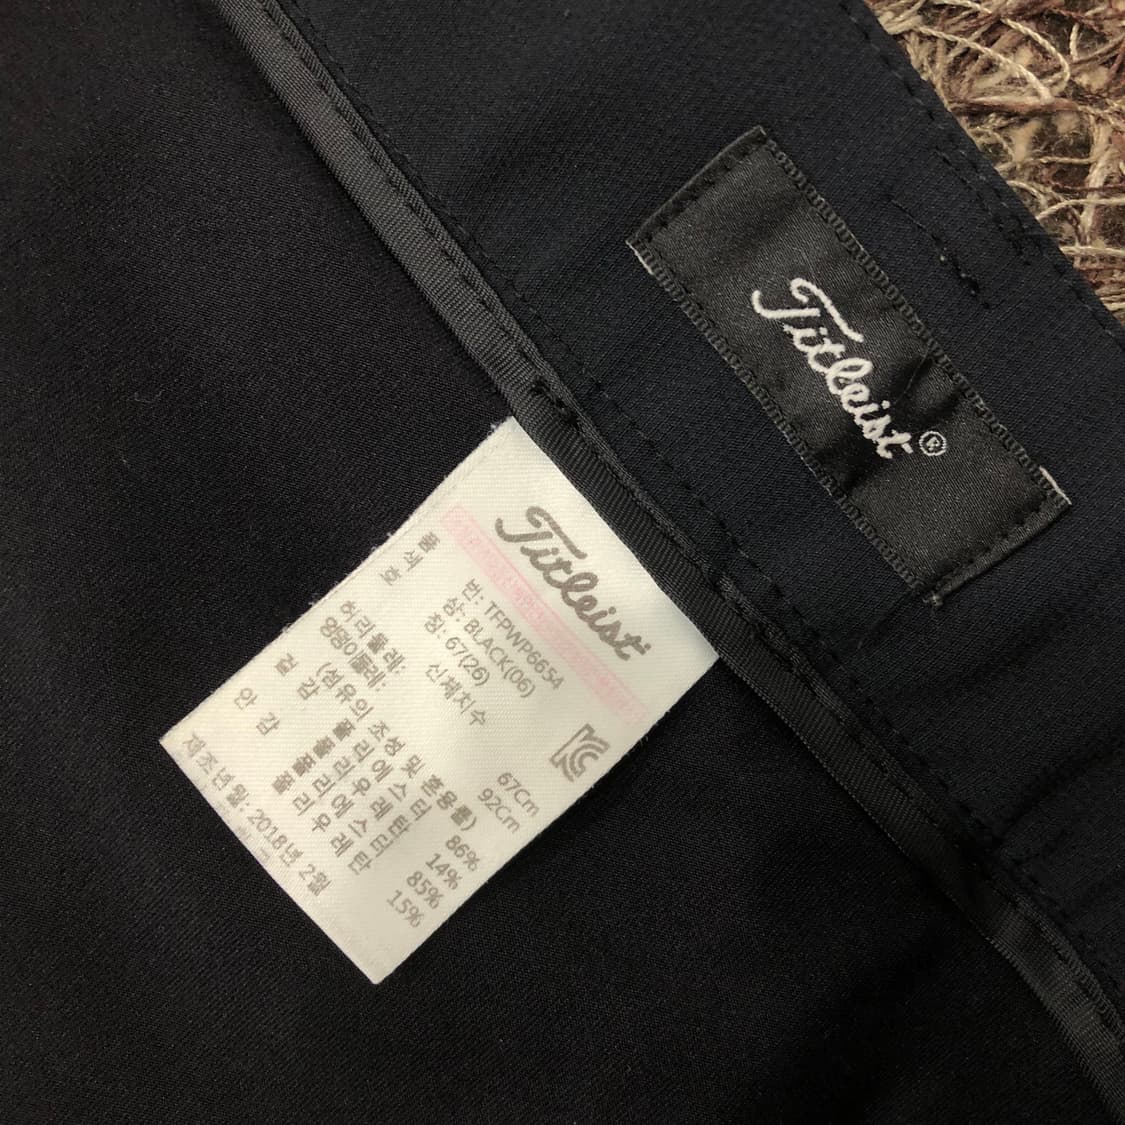 Titleist®
Titleist
품 번: TFPWP6654
색 상: BLACK(06)
호 칭: 67(26)
신체치수
허리둘레: 67Cm
엉덩이둘레: 92Cm
(섬유의 조성 및 혼용률)
겉 감 폴리에스터 86%
폴리우레탄 14%
안 감 폴리에스터 85%
폴리우레탄 15%
제조년월: 2018년 2월